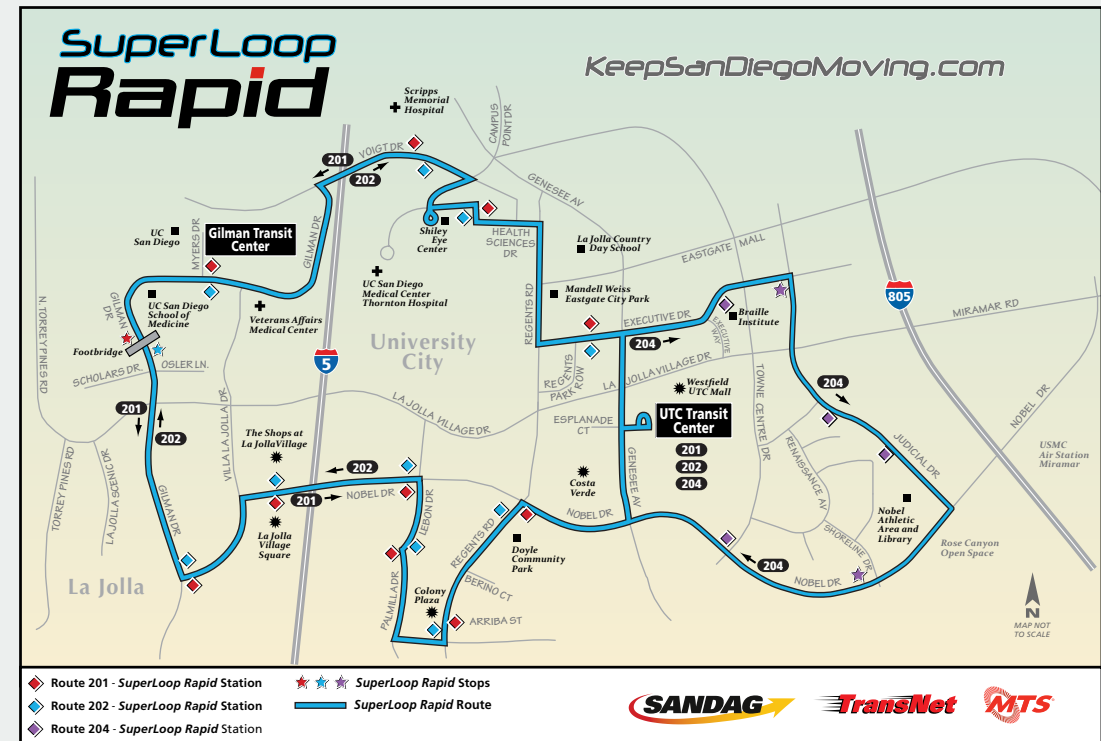 SuperLoop
Rapid
KeepSanDiegoMoving.com
Scripps
Memorial
Hospital
CAMPUS
POINT DR
VOIGT DR
201
202
GENESEE AV
UC
San Diego
MYERS DR
Gilman Transit
Center
GILMAN DR
Shiley
Eye
Center
HEALTH
SCIENCES
DR
La Jolla Country
Day School
EASTGATE MALL
805
MIRAMAR RD
N. TORREY PINES RD
GILMAN
DR
UC San Diego
School of
Medicine
Veterans Affairs
Medical Center
UC San Diego
Medical Center
Thornton Hospital
REGENTS RD
Mandell Weiss
Eastgate City Park
EXECUTIVE DR
204
EXECUTIVE
WAY
Braille
Institute
Footbridge
SCHOLARS DR
OSLER LN.
5
University
City
REGENTS
PARK ROW
LA JOLLA VILLAGE DR
Westfield
UTC Mall
TOWNE CENTRE DR
204
NOBEL DR
201
202
LA JOLLA VILLAGE DR
ESPLANADE
CT
UTC Transit
Center
201
202
204
The Shops at
La JollaVillage
VILLA LA JOLLA DR
TORREY PINES RD
LA JOLLA SCENIC DR
GILMAN DR
202
201
NOBEL DR
LEBON DR
Costa
Verde
GENESEE AV
RENAISSANCE AV
JUDICIAL DR
USMC
Air Station
Miramar
La Jolla
Village
Square
REGENTS RD
NOBEL DR
Doyle
Community
Park
SHORELINE DR
Nobel
Athletic
Area and
Library
Rose Canyon
Open Space
204
NOBEL DR
La Jolla
PALMILLA DR
Colony
Plaza
BERINO CT
ARRIBA ST
N
MAP NOT
TO SCALE
Route 201 - SuperLoop Rapid Station
Route 202 - SuperLoop Rapid Station
Route 204 - SuperLoop Rapid Station
SuperLoop Rapid Stops
SuperLoop Rapid Route
SANDAG
TransNet
MTS